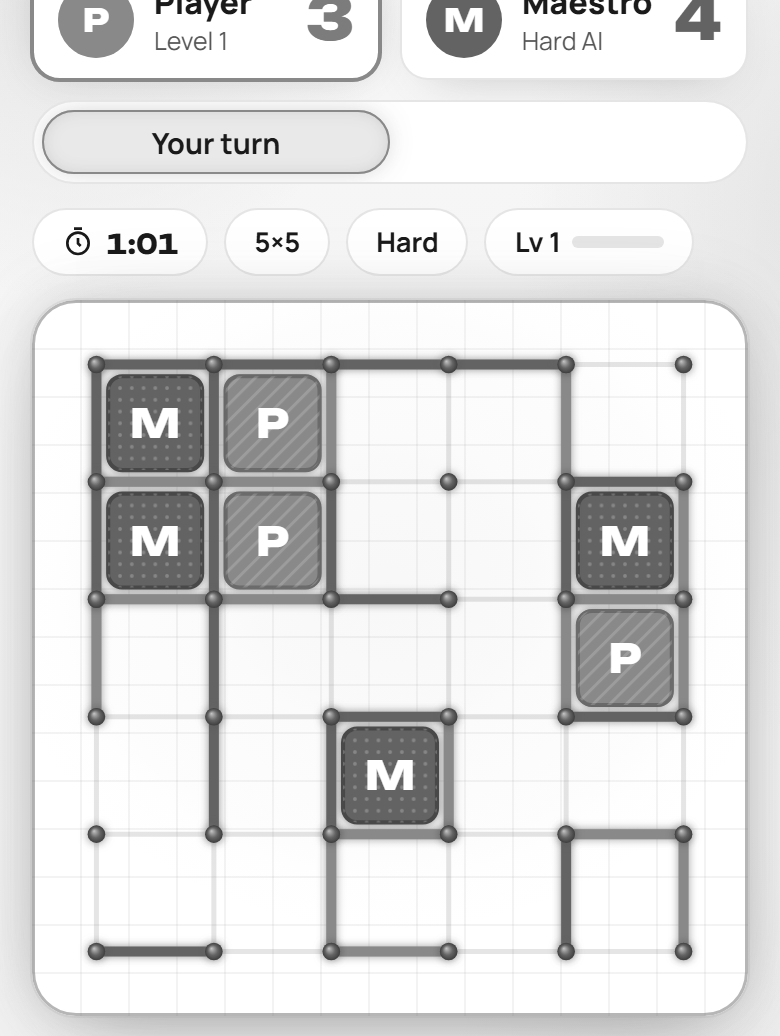 P Player 3
Level 1
M Maestro 4
Hard AI
Your turn
1:01 5×5 Hard Lv 1
M P
M P M
P
M